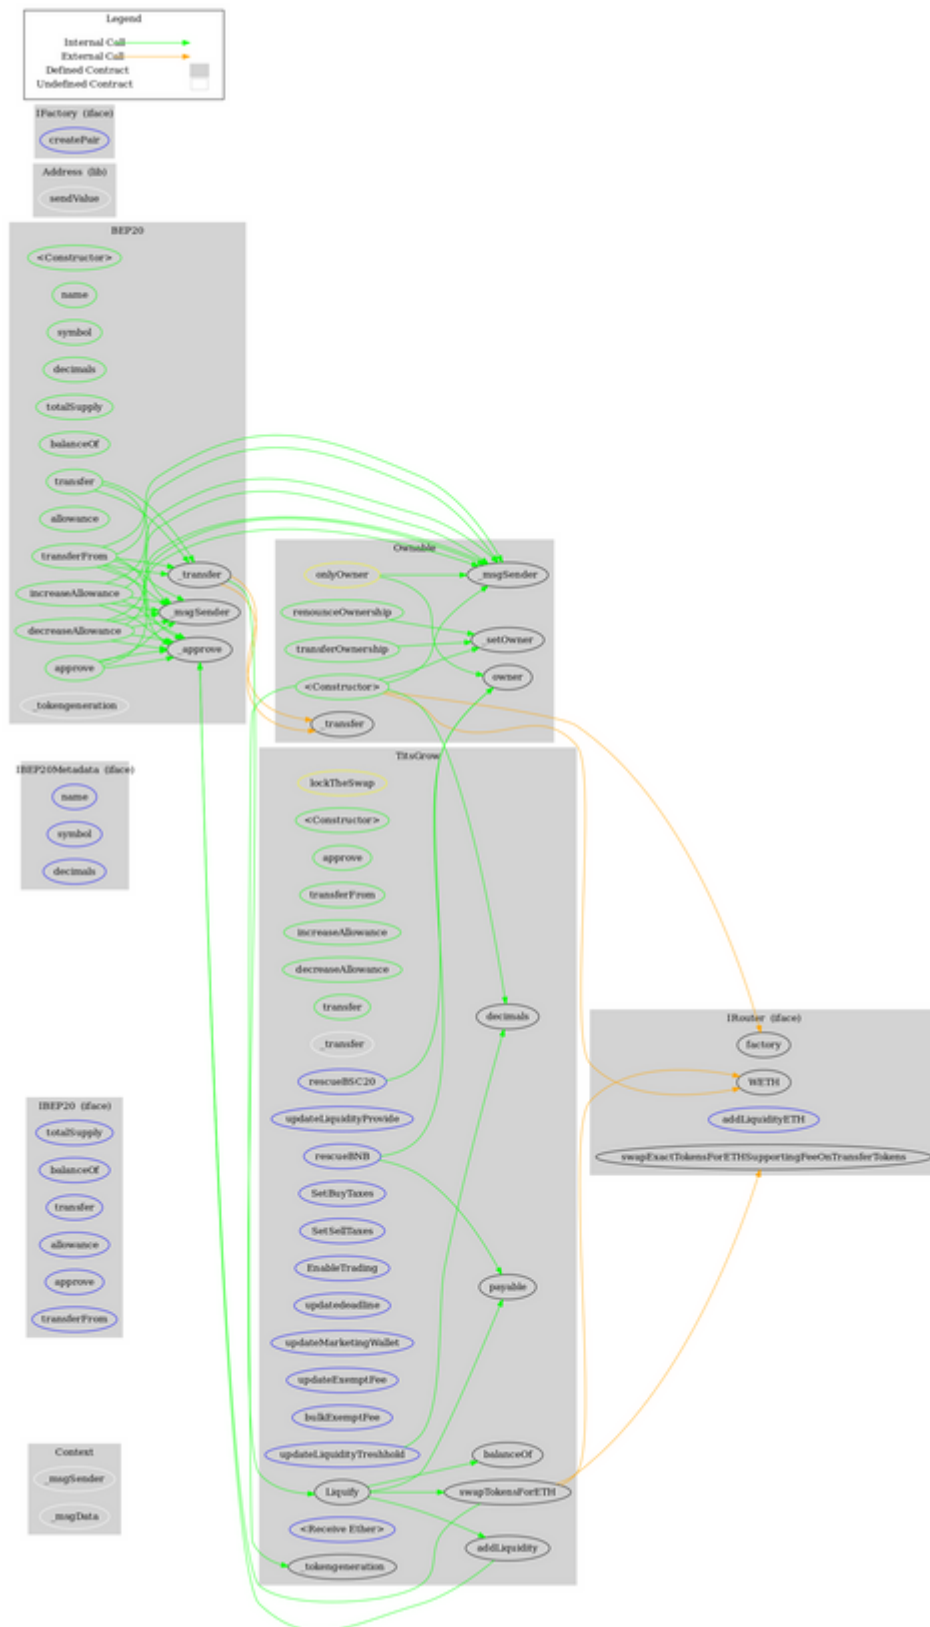 Legend
Internal Call
External Call
Defined Contract
Undefined Contract
IFactory (iface)
createPair
Address (lib)
sendValue
BEP20
<Constructor>
name
symbol
decimals
totalSupply
balanceOf
transfer
allowance
transferFrom
increaseAllowance
decreaseAllowance
approve
_tokengeneration
_transfer
_msgSender
_approve
Ownable
onlyOwner
renounceOwnership
transferOwnership
<Constructor>
_transfer
_msgSender
_setOwner
owner
IBEP20Metadata (iface)
name
symbol
decimals
TitsGrow
lockTheSwap
<Constructor>
approve
transferFrom
increaseAllowance
decreaseAllowance
transfer
_transfer
rescueBSC20
updateLiquidityProvide
rescueBNB
SetBuyTaxes
SetSellTaxes
EnableTrading
updatedeadline
updateMarketingWallet
updateExemptFee
bulkExemptFee
updateLiquidityTreshhold
Liquify
<Receive Ether>
_tokengeneration
decimals
payable
balanceOf
swapTokensForETH
addLiquidity
IRouter (iface)
factory
WETH
addLiquidityETH
swapExactTokensForETHSupportingFeeOnTransferTokens
IBEP20 (iface)
totalSupply
balanceOf
transfer
allowance
approve
transferFrom
Context
_msgSender
_msgData